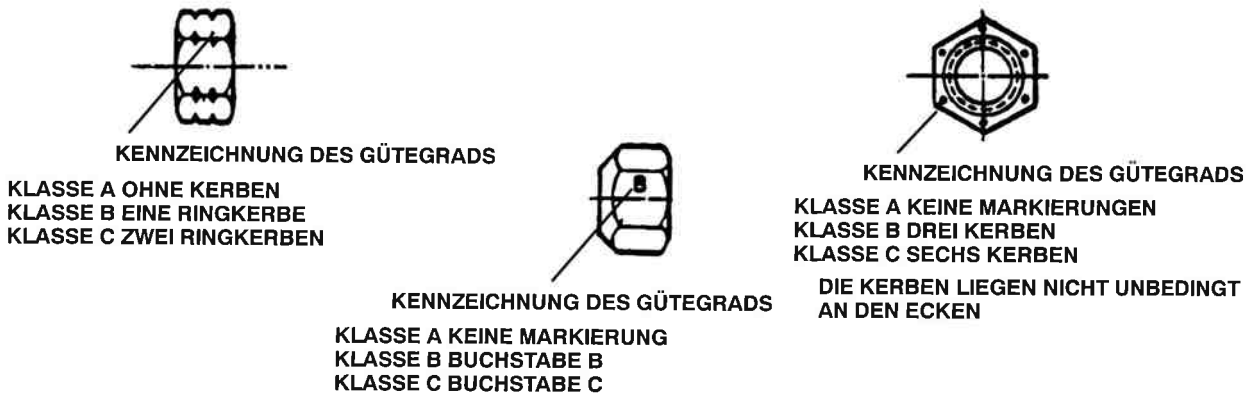 KENNZEICHNUNG DES GÜTEGRADS
KLASSE A OHNE KERBEN
KLASSE B EINE RINGKERBE
KLASSE C ZWEI RINGKERBEN
B
KENNZEICHNUNG DES GÜTEGRADS
KLASSE A KEINE MARKIERUNG
KLASSE B BUCHSTABE B
KLASSE C BUCHSTABE C
KENNZEICHNUNG DES GÜTEGRADS
KLASSE A KEINE MARKIERUNGEN
KLASSE B DREI KERBEN
KLASSE C SECHS KERBEN
DIE KERBEN LIEGEN NICHT UNBEDINGT
AN DEN ECKEN